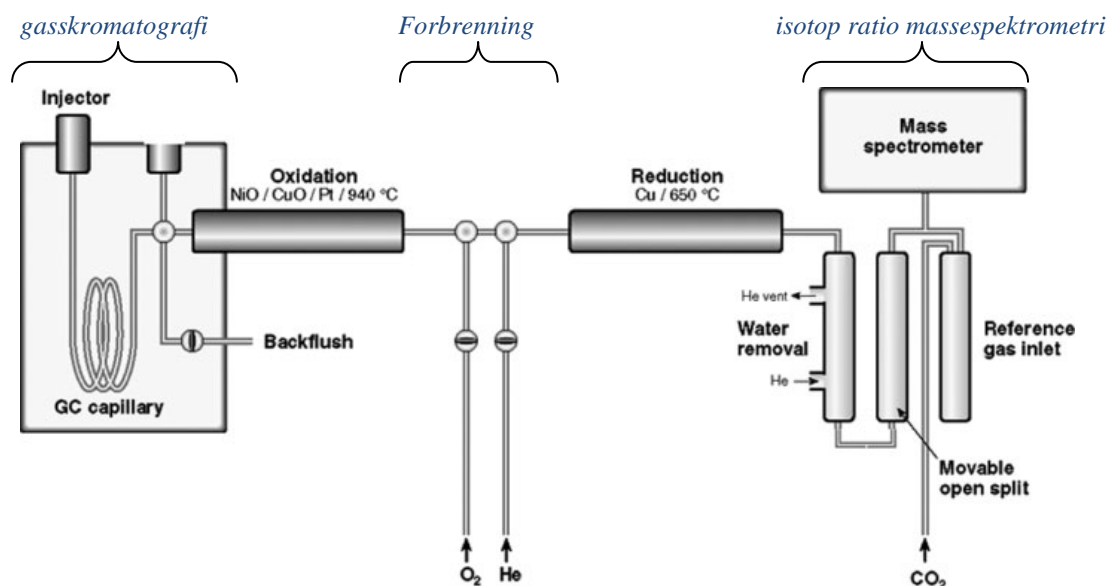 gasskromatografi
Forbrenning
isotop ratio massespektrometri
Injector
Mass
spectrometer
Oxidation
NiO / CuO / Pt / 940 °C
Reduction
Cu / 650 °C
He vent
Water
removal
He
Reference
gas inlet
Backflush
GC capillary
Movable
open split
O₂
He
CO₂